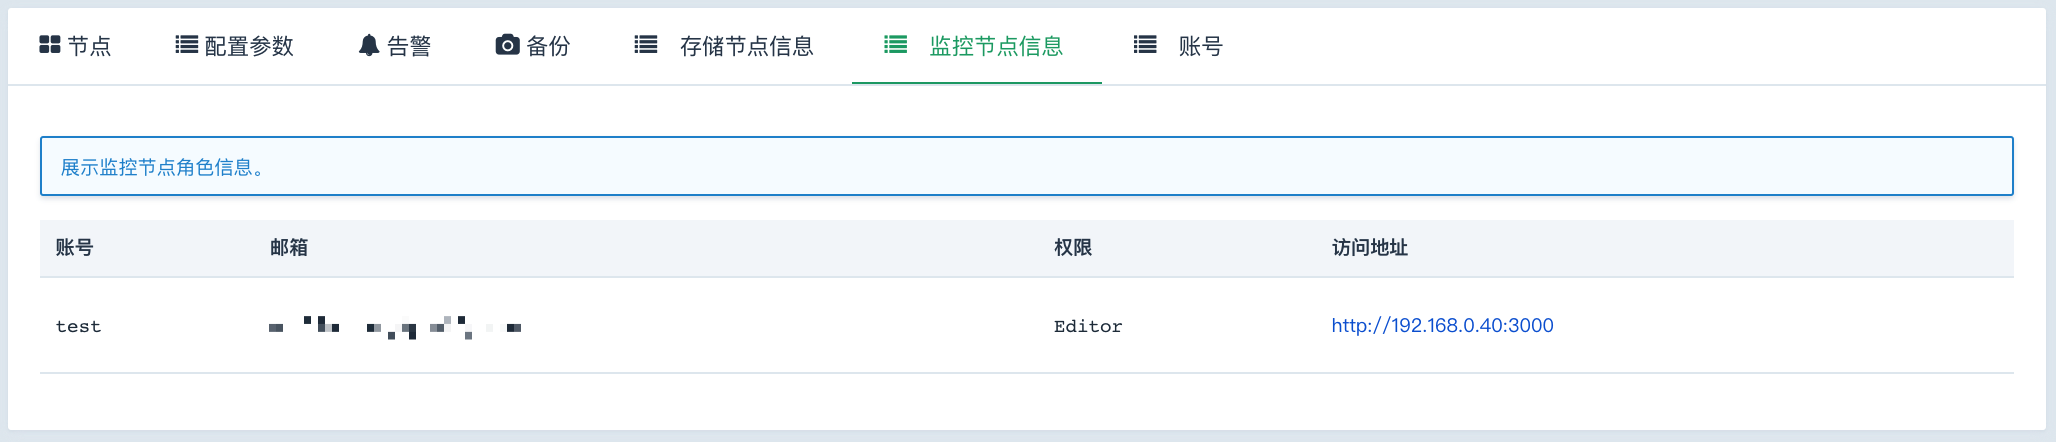 节点 配置参数 告警 备份 存储节点信息 监控节点信息 账号
展示监控节点角色信息。
账号 邮箱 权限 访问地址
test Editor http://192.168.0.40:3000